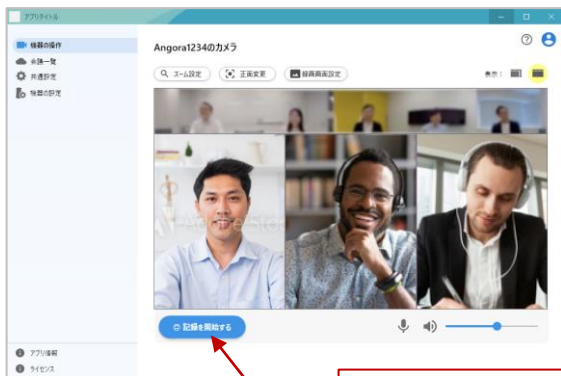 アプリタイトル
機器の操作
会議一覧
共通設定
機器の設定
Angora1234のカメラ
ズーム設定
正面変更
録画画面設定
表示：
記録を開始する
アプリ情報
ライセンス